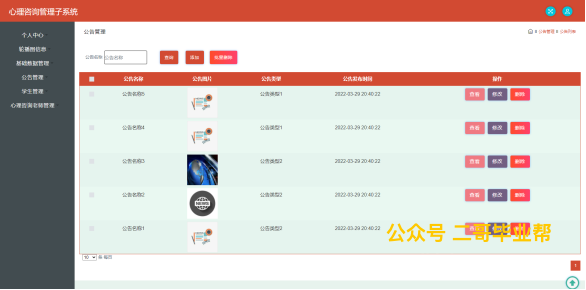 心理咨询管理子系统
个人中心
轮播图信息
基础数据管理
公告管理
学生管理
心理咨询老师管理
公告管理
公告管理 公告列表
公告名称 公告名称 查询 添加 批量删除
公告名称 公告图片 公告类型 公告发布时间 操作
公告名称5 公告类型1 2022-03-29 20:40:22 查看 修改 删除
公告名称4 公告类型1 2022-03-29 20:40:22 查看 修改 删除
公告名称3 公告类型2 2022-03-29 20:40:22 查看 修改 删除
公告名称2 NEWS 公告类型2 2022-03-29 20:40:22 查看 修改 删除
公告名称1 公告类型2 2022-03-29 20:40:22 查看 修改 删除
公众号 二哥毕业帮
10 条 每页
1